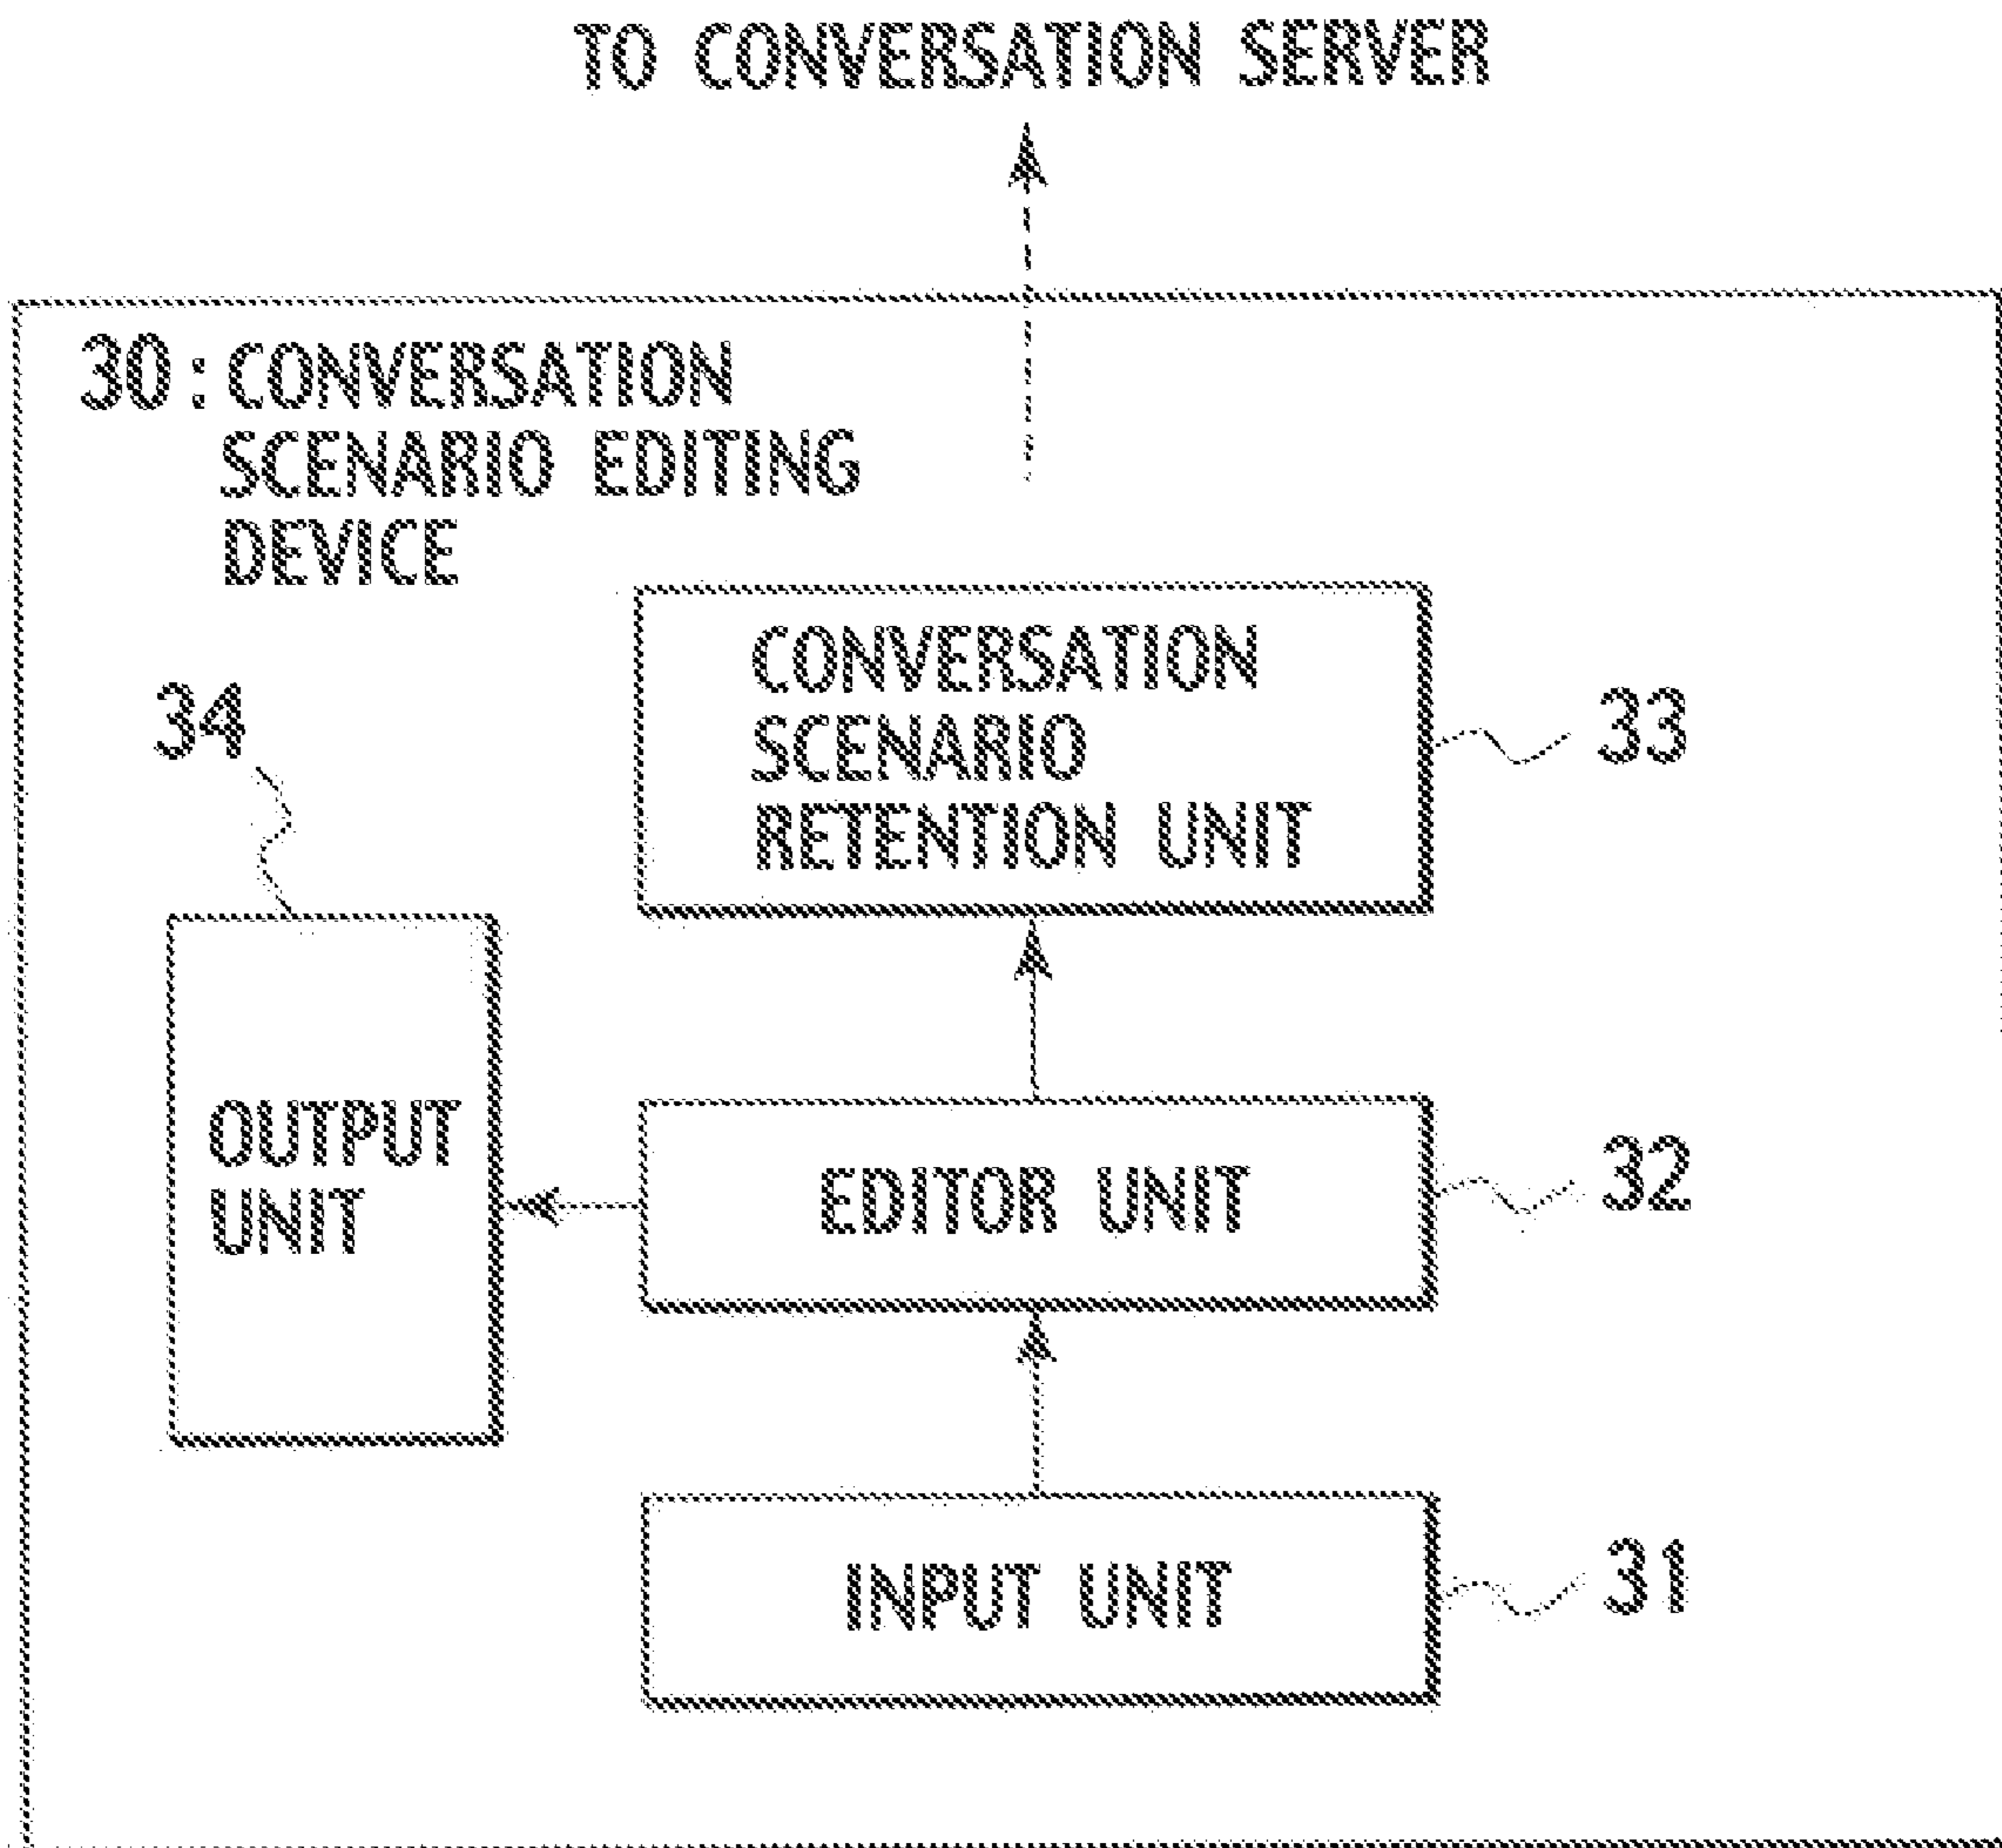 TO CONVERSATION SERVER
30 : CONVERSATION
SCENARIO EDITING
DEVICE
CONVERSATION
SCENARIO
RETENTION UNIT
33
34
OUTPUT
UNIT
EDITOR UNIT
32
INPUT UNIT
31